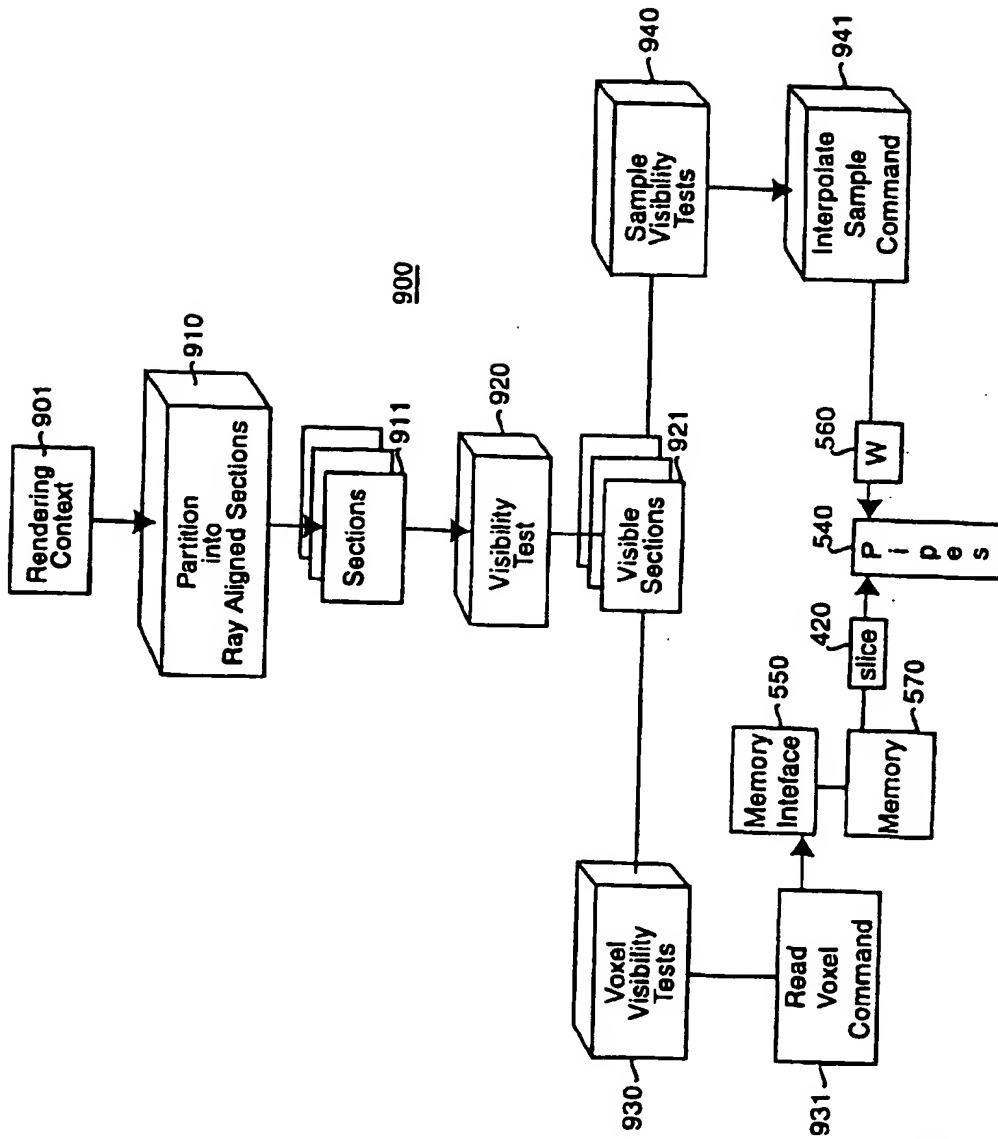 Rendering
Context
901
Partition
into
Ray Aligned Sections
910
Sections
911
900
Visibility
Test
920
Visible
Sections
921
Voxel
Visibility
Tests
930
Sample
Visibility
Tests
940
Read
Voxel
Command
931
Interpolate
Sample
Command
941
Memory
Inteface
550
Memory
570
slice
420
P
i
p
e
s
540
W
560